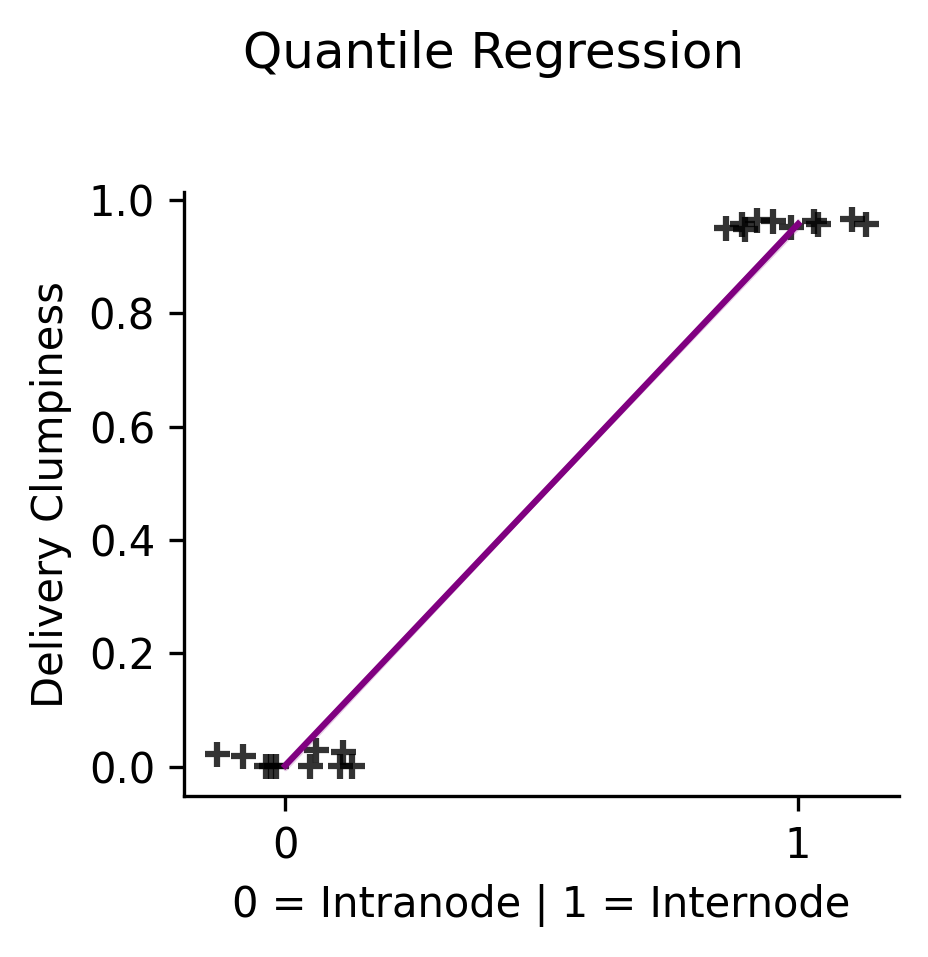 Quantile Regression
1.0
0.8
0.6
0.4
0.2
0.0
Delivery Clumpiness
0
1
0 = Intranode | 1 = Internode